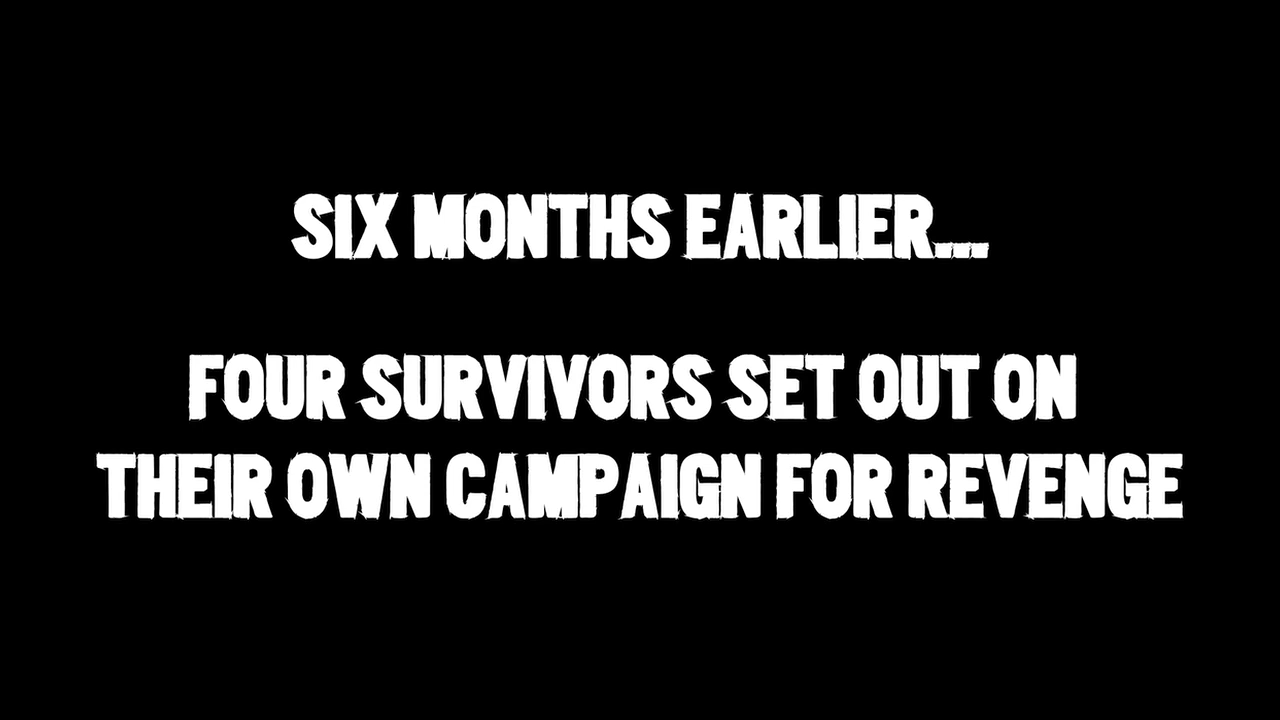 SIX MONTHS EARLIER...
FOUR SURVIVORS SET OUT ON
THEIR OWN CAMPAIGN FOR REVENGE